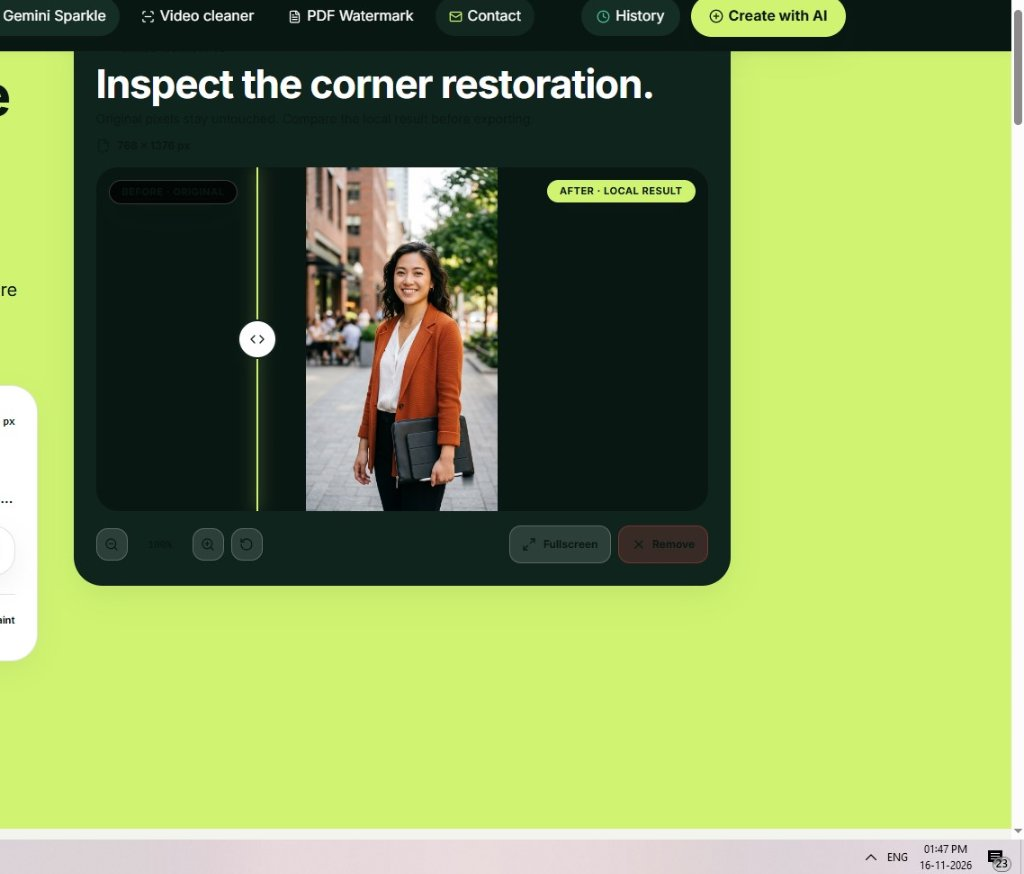 Gemini Sparkle Video cleaner PDF Watermark Contact History Create with AI
e
Inspect the corner restoration.
Original pixels stay untouched. Compare the local result before exporting.
768 × 1376 px
BEFORE · ORIGINAL
AFTER · LOCAL RESULT
re
px
...
100%
Fullscreen
Remove
aint
ENG
01:47 PM
16-11-2026
23